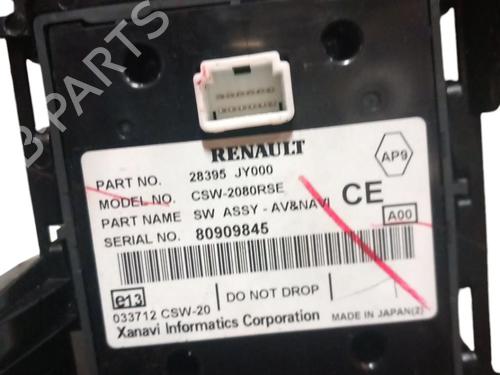 RENAULT
PART NO. 28395 JY000
MODEL NO. CSW-2080RSE
PART NAME SW ASSY - AV&NAVI
SERIAL NO. 80909845
AP9
CE
A00
e13
DO NOT DROP
033712 CSW-20
MADE IN JAPAN(2)
Xanavi Informatics Corporation
B-PARTS